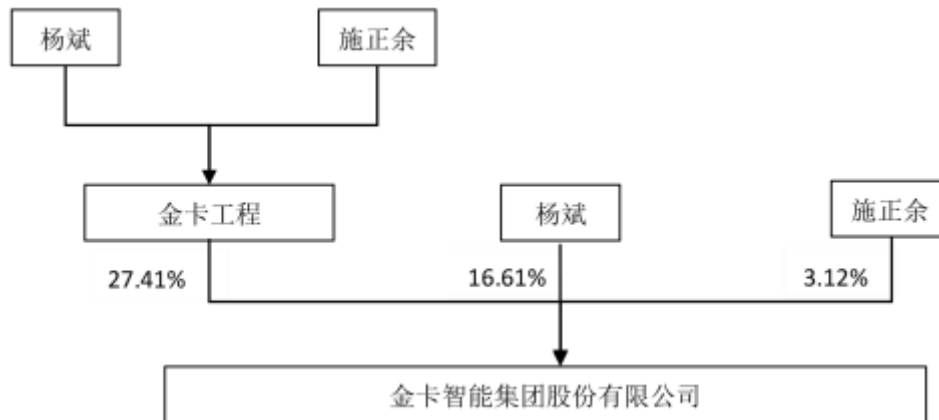 杨斌
施正余
金卡工程
杨斌
施正余
27.41%
16.61%
3.12%
金卡智能集团股份有限公司